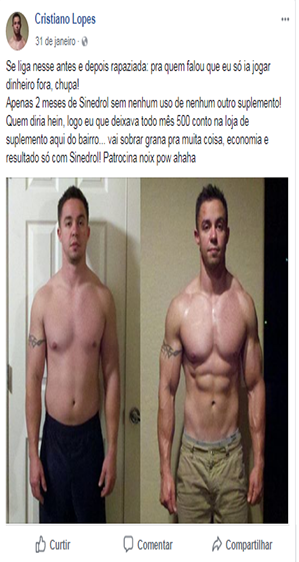 Cristiano Lopes
31 de janeiro ·
Se liga nesse antes e depois rapaziada: pra quem falou que eu só ia jogar
dinheiro fora, chupa!
Apenas 2 meses de Sinedrol sem nenhum uso de nenhum outro suplemento!
Quem diria hein, logo eu que deixava todo mês 500 conto na loja de
suplemento aqui do bairro... vai sobrar grana pra muita coisa, economia e
resultado só com Sinedrol! Patrocina noix pow ahaha
Curtir
Comentar
Compartilhar